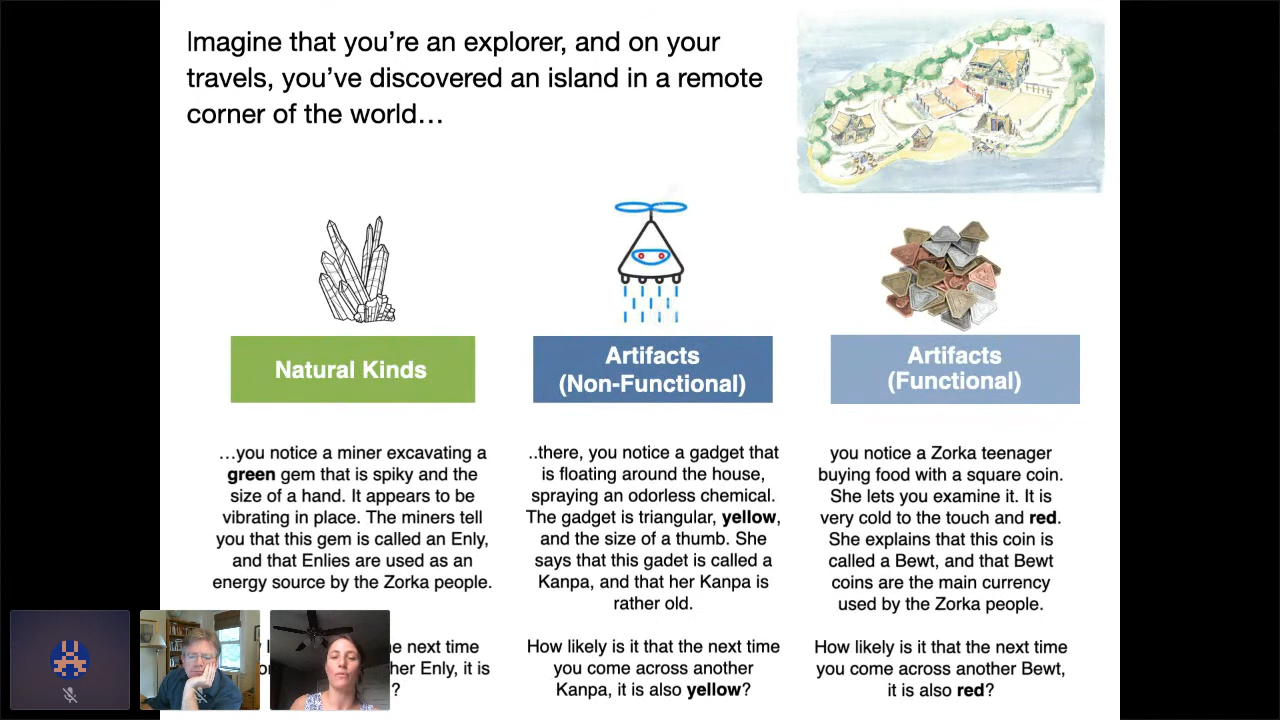 Imagine that you're an explorer, and on your
travels, you've discovered an island in a remote
corner of the world…
Natural Kinds
Artifacts
(Non-Functional)
Artifacts
(Functional)
…you notice a miner excavating a
green gem that is spiky and the
size of a hand. It appears to be
vibrating in place. The miners tell
you that this gem is called an Enly,
and that Enlies are used as an
energy source by the Zorka people.
e next time
her Enly, it is
?
..there, you notice a gadget that
is floating around the house,
spraying an odorless chemical.
The gadget is triangular, yellow,
and the size of a thumb. She
says that this gadet is called a
Kanpa, and that her Kanpa is
rather old.
How likely is it that the next time
you come across another
Kanpa, it is also yellow?
you notice a Zorka teenager
buying food with a square coin.
She lets you examine it. It is
very cold to the touch and red.
She explains that this coin is
called a Bewt, and that Bewt
coins are the main currency
used by the Zorka people.
How likely is it that the next time
you come across another Bewt,
it is also red?